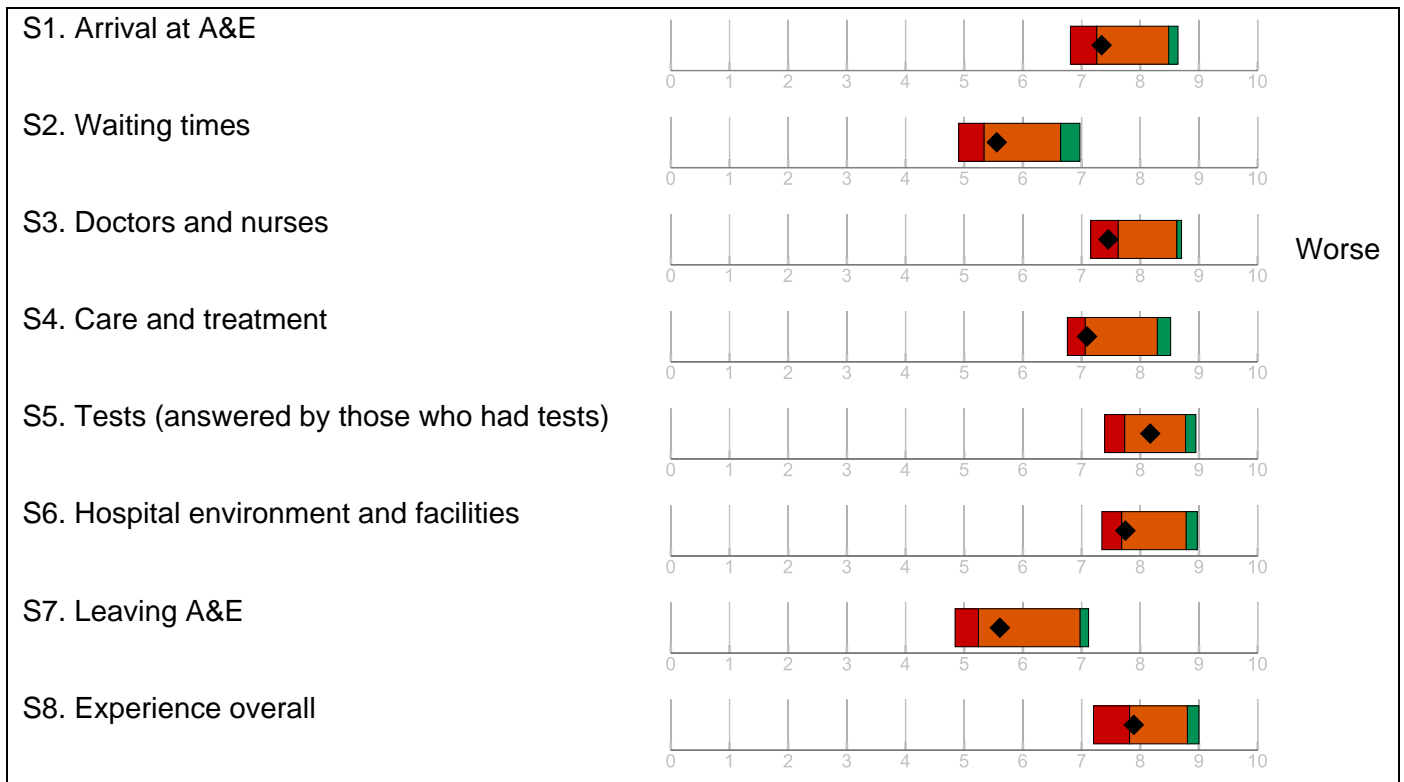 S1. Arrival at A&E
0 1 2 3 4 5 6 7 8 9 10
S2. Waiting times
0 1 2 3 4 5 6 7 8 9 10
S3. Doctors and nurses
Worse
0 1 2 3 4 5 6 7 8 9 10
S4. Care and treatment
0 1 2 3 4 5 6 7 8 9 10
S5. Tests (answered by those who had tests)
0 1 2 3 4 5 6 7 8 9 10
S6. Hospital environment and facilities
0 1 2 3 4 5 6 7 8 9 10
S7. Leaving A&E
0 1 2 3 4 5 6 7 8 9 10
S8. Experience overall
0 1 2 3 4 5 6 7 8 9 10